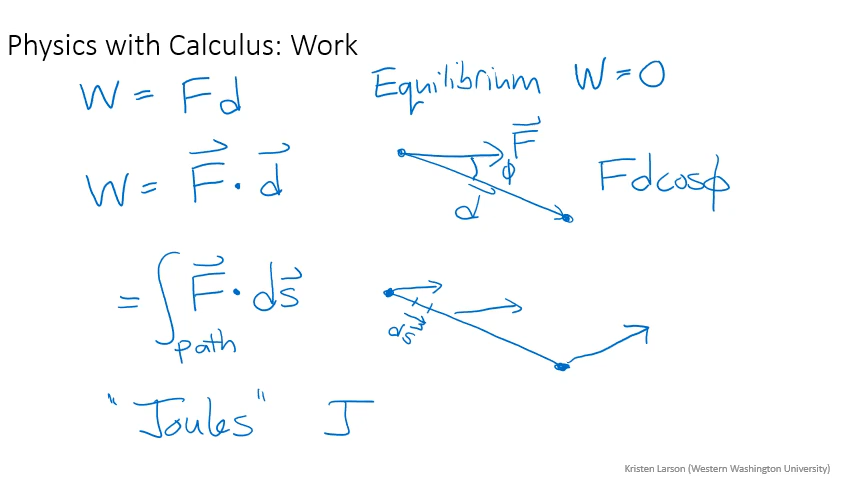 Physics with Calculus: Work
W = Fd
Equilibrium W = 0
W = F⃗ · d⃗
F⃗
ϕ
d⃗
Fdcosϕ
= ∫path F⃗ · ds⃗
ds⃗
"Joules" J
Kristen Larson (Western Washington University)